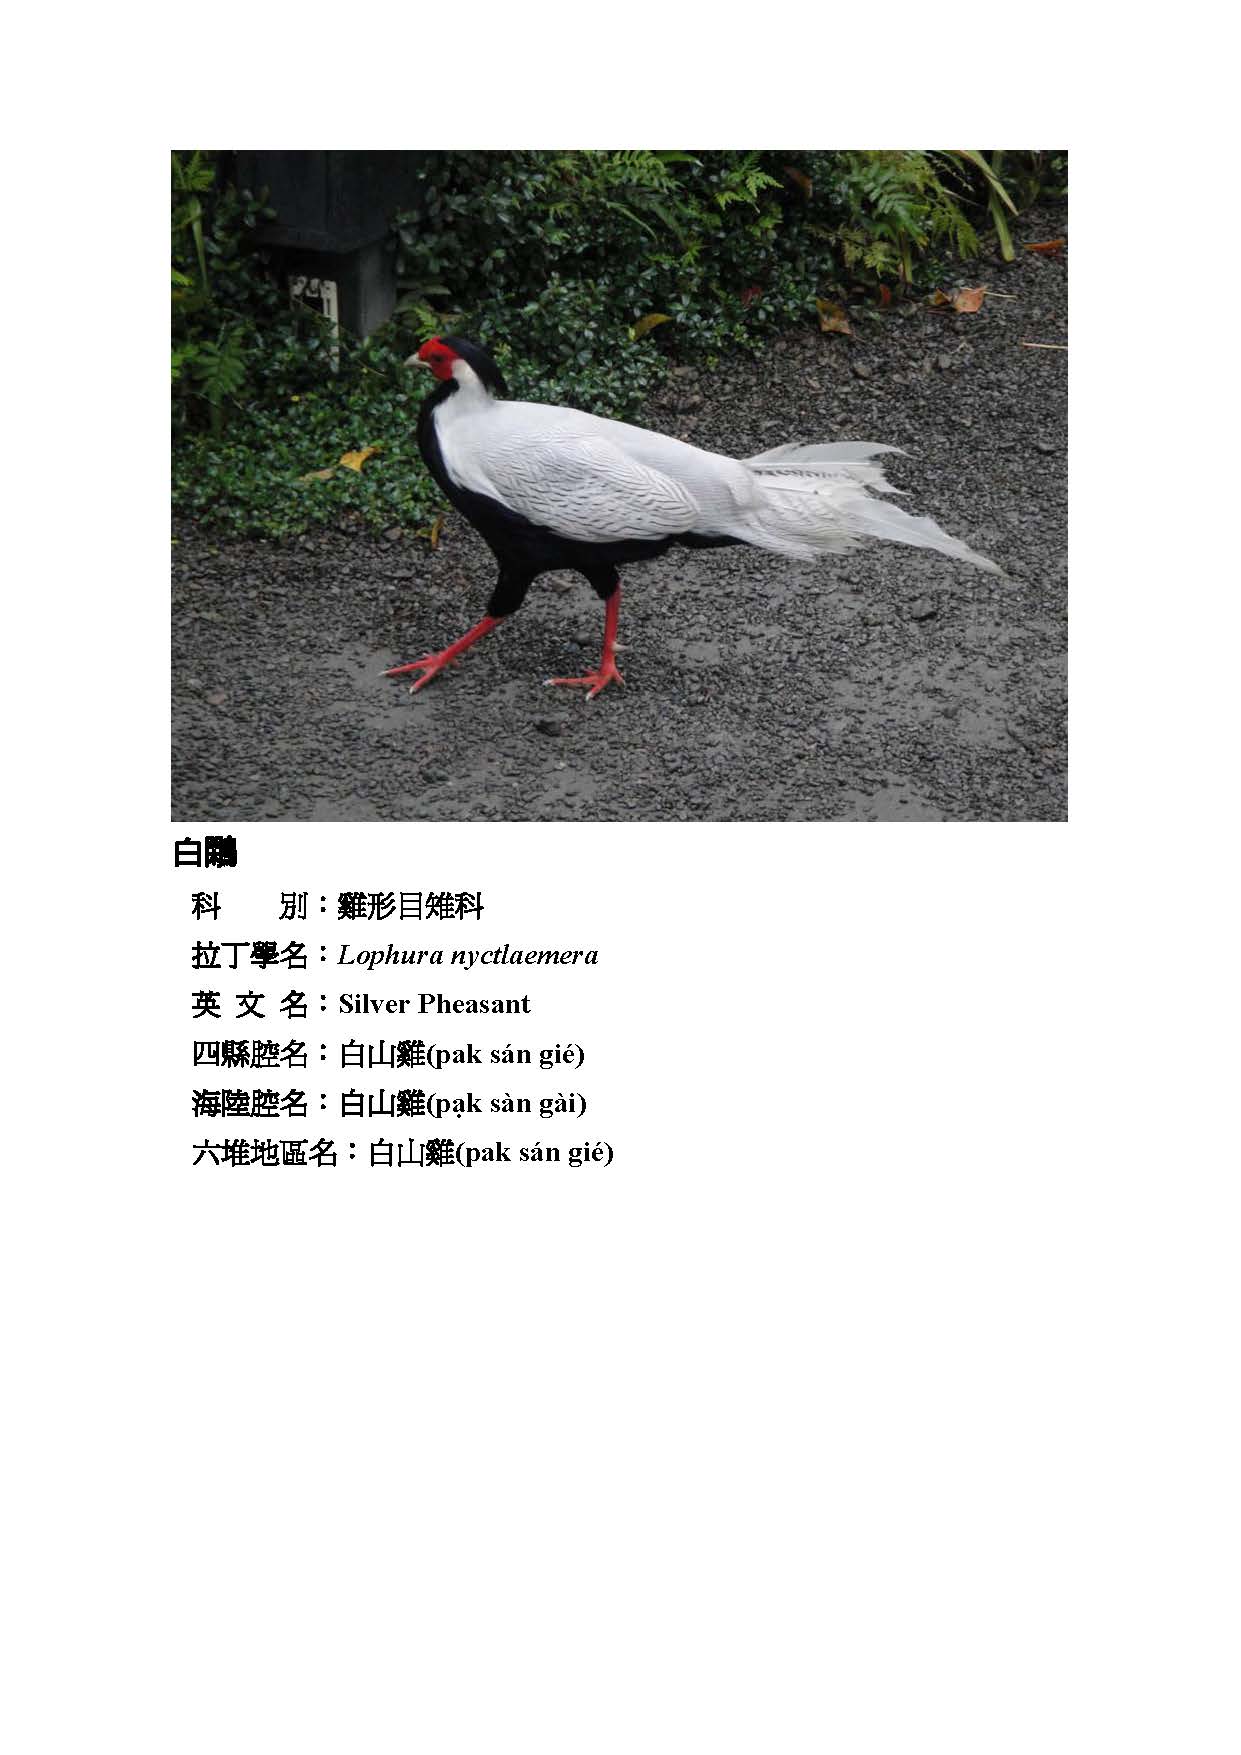 白鷴
科　　別：雞形目雉科
拉丁學名：Lophura nyctlaemera
英 文 名：Silver Pheasant
四縣腔名：白山雞(pak sán gié)
海陸腔名：白山雞(pa̩k sàn gài)
六堆地區名：白山雞(pak sán gié)